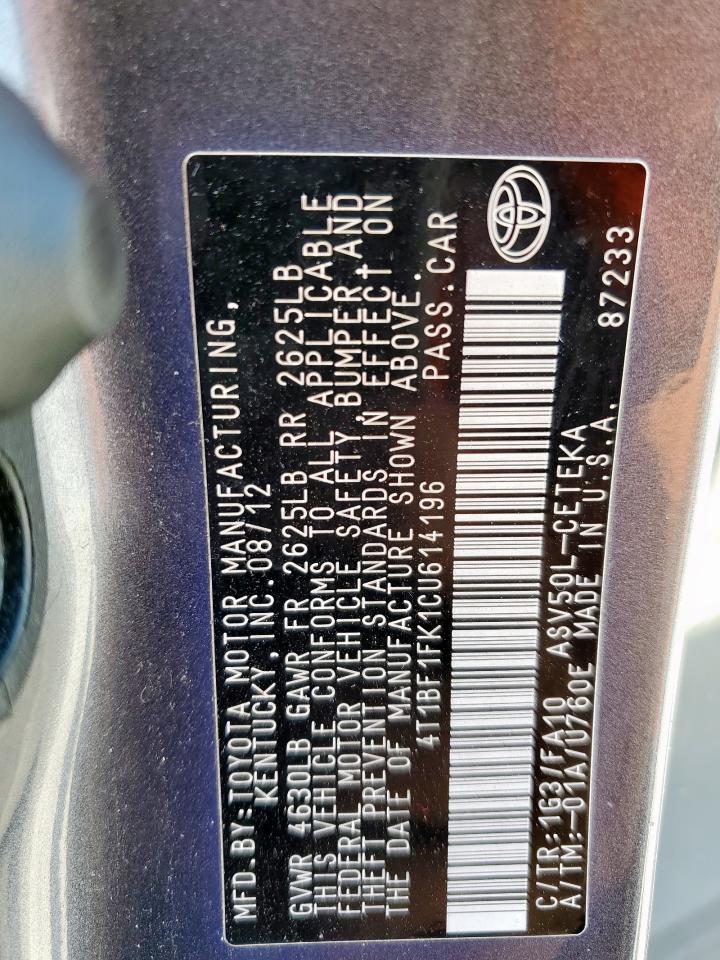 MFD.BY:TOYOTA MOTOR MANUFACTURING,
KENTUCKY, INC. 08/12
GVWR 4630LB GAWR FR 2625LB RR 2625LB
THIS VEHICLE CONFORMS TO ALL APPLICABLE
FEDERAL MOTOR VEHICLE SAFETY, BUMPER, AND
THEFT PREVENTION STANDARDS IN EFFECT ON
THE DATE OF MANUFACTURE SHOWN ABOVE.
4T1BF1FK1CU614196 PASS.CAR
C/TR:1G3/FA10 ASV50L-CETEKA
A/TM:-01A/U760E MADE IN U.S.A. 87233